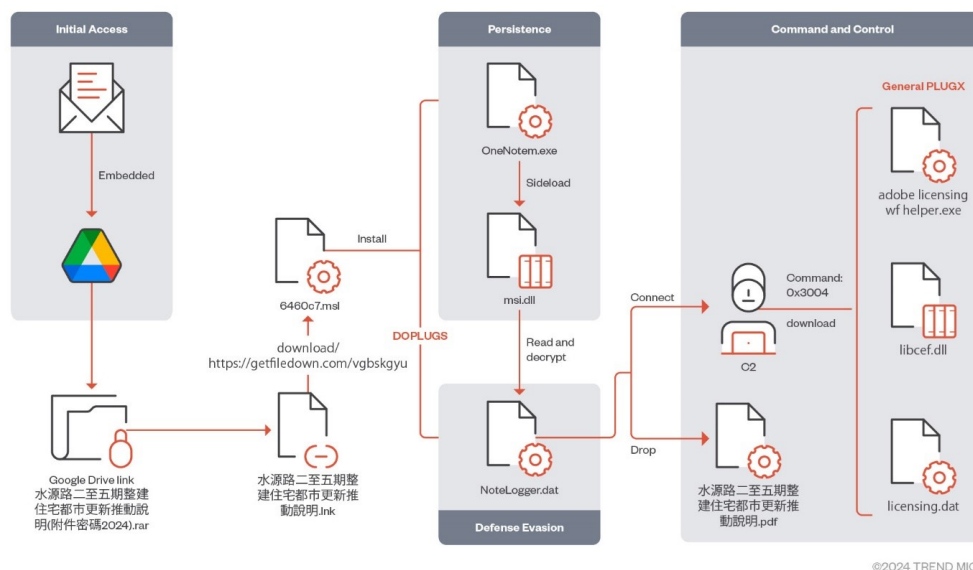 Initial Access
Embedded
Google Drive link
水源路二至五期整
建住宅都市更新推動說
明(附件密碼2024).rar
水源路二至五期整
建住宅都市更新推
動說明.lnk
download/
https://getfiledown.com/vgbskgyu
6460c7.msl
Install
DOPLUGS
Persistence
OneNotem.exe
Sideload
msi.dll
Read and
decrypt
NoteLogger.dat
Defense Evasion
Command and Control
Connect
C2
Command:
0x3004
download
Drop
水源路二至五期整
建住宅都市更新推
動說明.pdf
General PLUGX
adobe licensing
wf helper.exe
libcef.dll
licensing.dat
©2024 TREND MIC